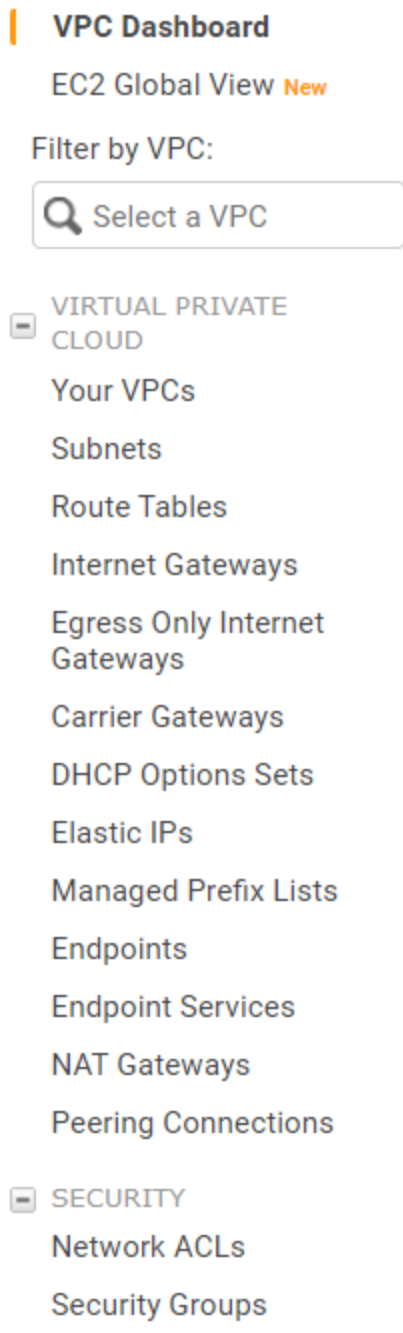 VPC Dashboard
EC2 Global View New
Filter by VPC:
Select a VPC
VIRTUAL PRIVATE
CLOUD
Your VPCs
Subnets
Route Tables
Internet Gateways
Egress Only Internet
Gateways
Carrier Gateways
DHCP Options Sets
Elastic IPs
Managed Prefix Lists
Endpoints
Endpoint Services
NAT Gateways
Peering Connections
SECURITY
Network ACLs
Security Groups